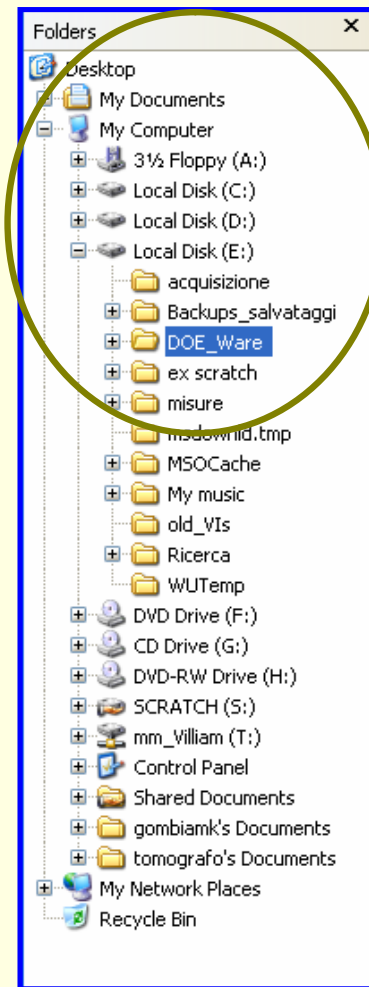 Folders
Desktop
My Documents
My Computer
3½ Floppy (A:)
Local Disk (C:)
Local Disk (D:)
Local Disk (E:)
acquisizione
Backups_salvataggi
DOE_Ware
ex scratch
misure
msdownld.tmp
MSOCache
My music
old_VIs
Ricerca
WUTemp
DVD Drive (F:)
CD Drive (G:)
DVD-RW Drive (H:)
SCRATCH (S:)
mm_Villiam (T:)
Control Panel
Shared Documents
gombiamk's Documents
tomografo's Documents
My Network Places
Recycle Bin